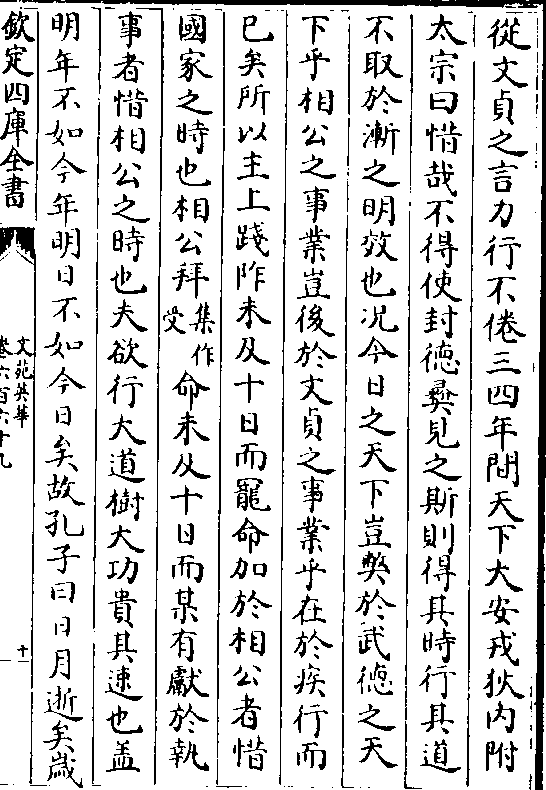 從文貞之言力行不倦三四年間天下大安戎狄内附
太宗曰惜哉不得使封德彞見之斯則得其時行其道
不取於漸之明效也况今日之天下豈弊於武德之天
下乎相公之事業豈後於文貞之事業乎在於疾行而
已矣所以主上踐阼未及十日而寵命加於相公者惜
國家之時也相公拜集作受命未及十日而某有獻於執
事者惜相公之時也夫欲行大道樹大功貴其速也盖
明年不如今年明日不如今日矣故孔子曰日月逝矣歲
欽定四庫全書
文苑英華
卷六百六十九
十一